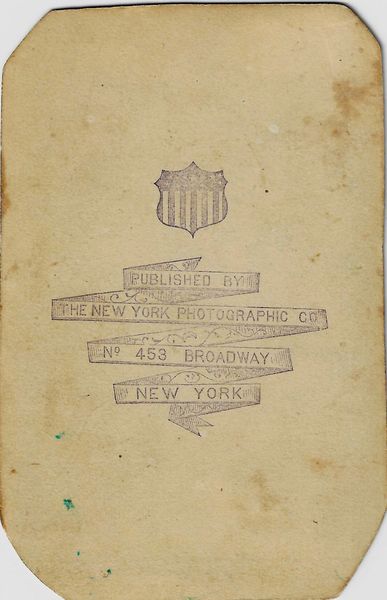 PUBLISHED BY
THE NEW YORK PHOTOGRAPHIC CO
Nº 453 BROADWAY
NEW YORK